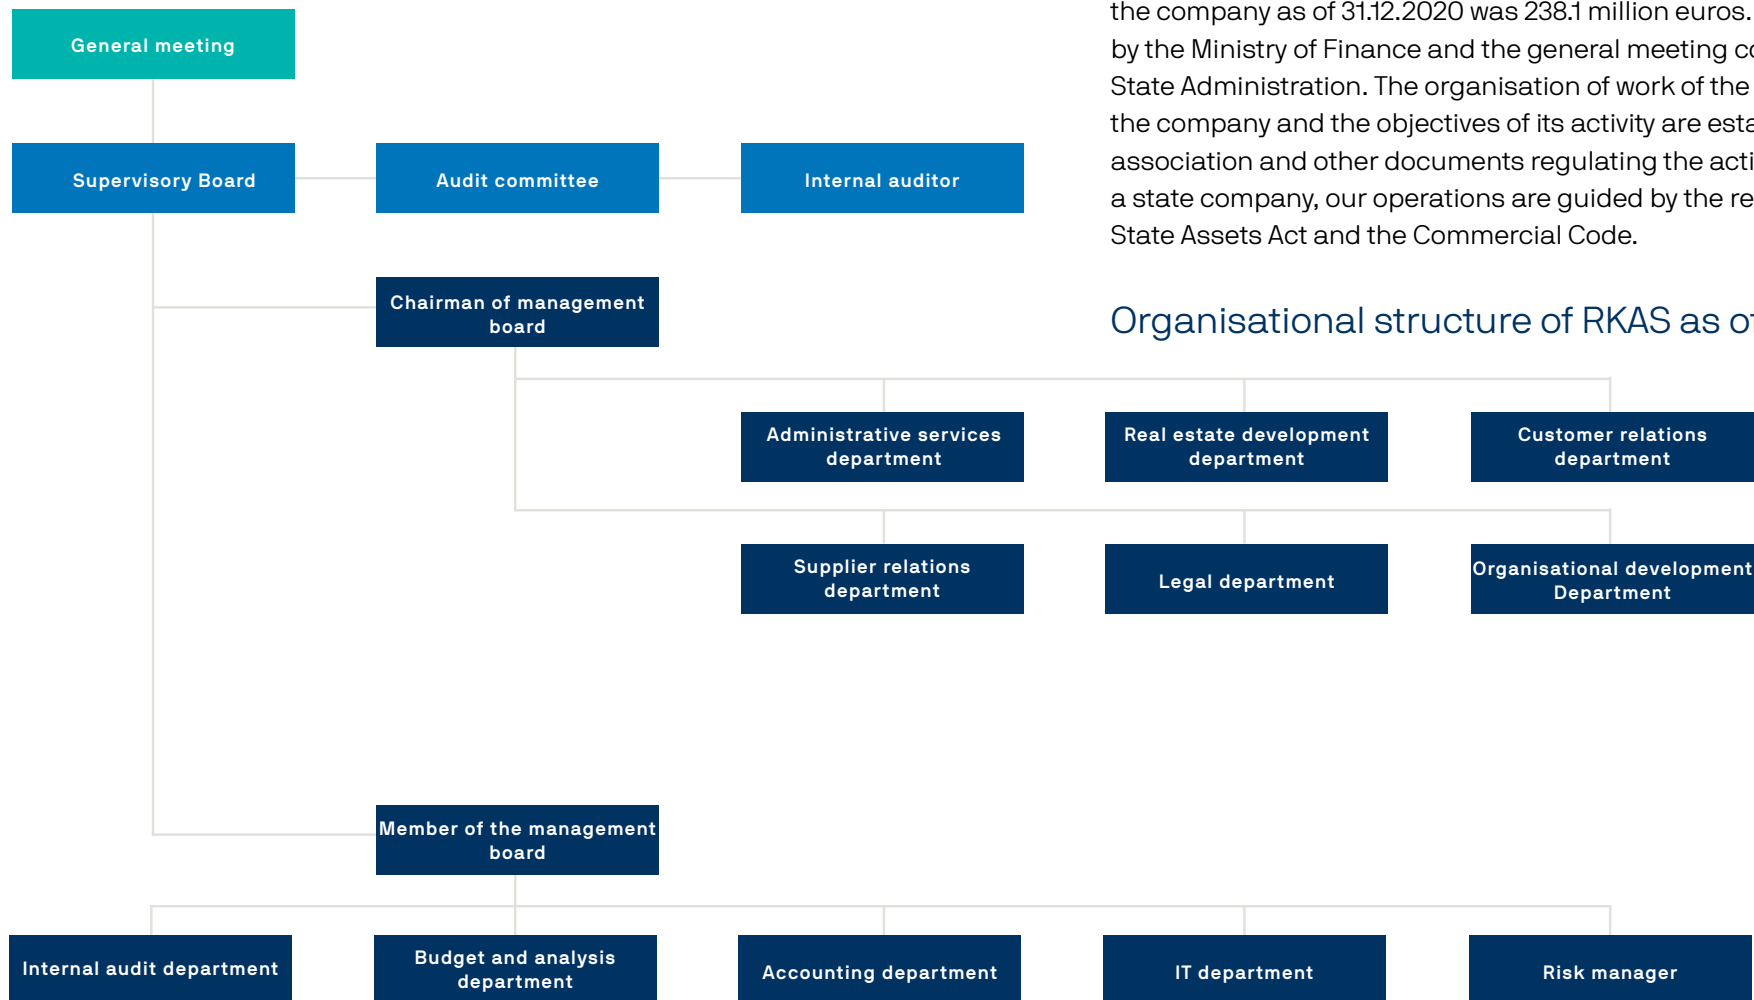 the company as of 31.12.2020 was 238.1 million euros.
by the Ministry of Finance and the general meeting
State Administration. The organisation of work of the
the company and the objectives of its activity are
association and other documents regulating the
a state company, our operations are guided by the
State Assets Act and the Commercial Code.
Organisational structure of RKAS as
General meeting
Supervisory Board
Audit committee
Internal auditor
Chairman of management
board
Administrative services
department
Real estate development
department
Customer relations
department
Supplier relations
department
Legal department
Organisational development
Department
Member of the management
board
Internal audit department
Budget and analysis
department
Accounting department
IT department
Risk manager